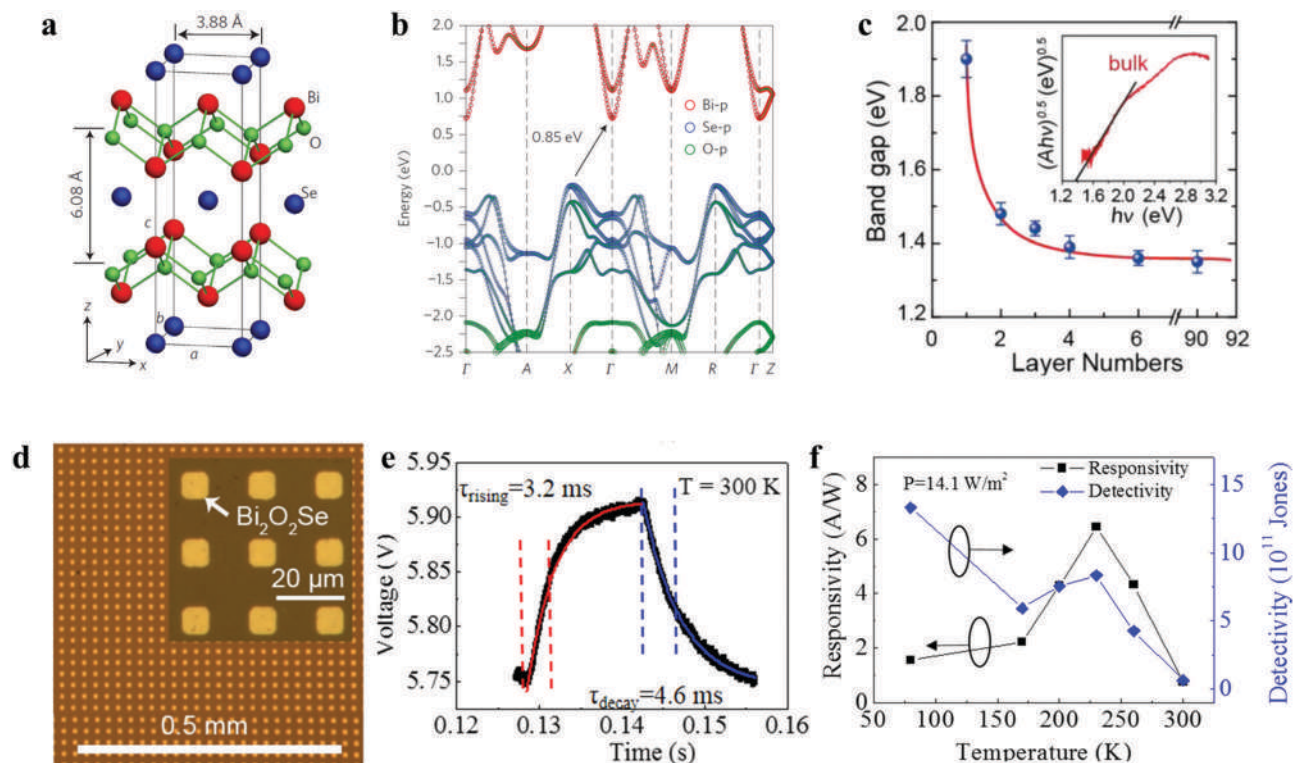 a
3.88 Å
Bi
O
6.08 Å
Se
c
z
y
x
b
a
b
2.0
1.5
1.0
0.5
0.0
−0.5
−1.0
−1.5
−2.0
−2.5
Energy (eV)
0.85 eV
Bi-p
Se-p
O-p
Γ A X Γ M R Γ Z
c
2.0
1.8
1.6
1.4
1.2
Band gap (eV)
bulk
(Ahν)^0.5 (eV)^0.5
1.2 1.6 2.0 2.4 2.8 3.2
hν (eV)
0 2 4 6 90 92
Layer Numbers
d
Bi₂O₂Se
20 µm
0.5 mm
e
5.95
5.90
5.85
5.80
5.75
Voltage (V)
τrising=3.2 ms
T = 300 K
τdecay=4.6 ms
0.12 0.13 0.14 0.15 0.16
Time (s)
f
8
6
4
2
0
Responsivity (A/W)
P=14.1 W/m²
Responsivity
Detectivity
15
10
5
0
Detectivity (10¹¹ Jones)
50 100 150 200 250 300
Temperature (K)